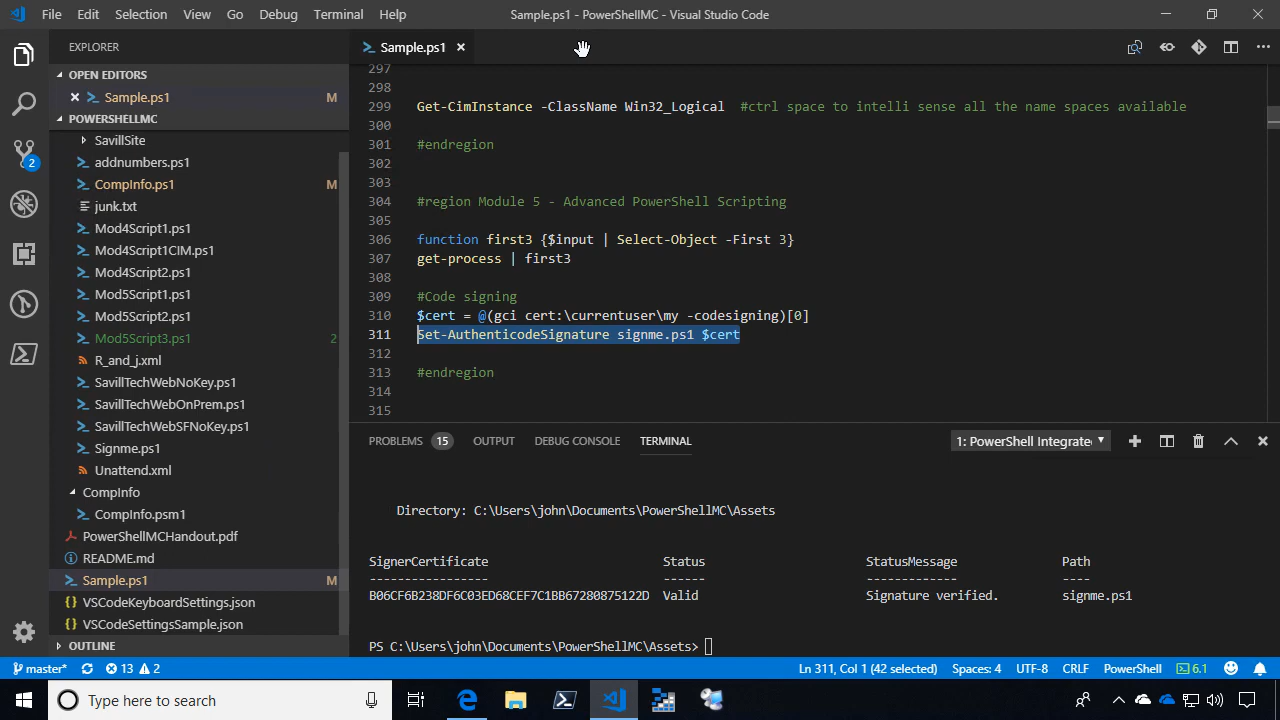 File Edit Selection View Go Debug Terminal Help
Sample.ps1 - PowerShellMC - Visual Studio Code
EXPLORER
OPEN EDITORS
Sample.ps1 M
POWERSHELLMC
SavillSite
addnumbers.ps1
CompInfo.ps1 M
junk.txt
Mod4Script1.ps1
Mod4Script1CIM.ps1
Mod4Script2.ps1
Mod5Script1.ps1
Mod5Script2.ps1
Mod5Script3.ps1 2
R_and_j.xml
SavillTechWebNoKey.ps1
SavillTechWebOnPrem.ps1
SavillTechWebSFNoKey.ps1
Signme.ps1
Unattend.xml
CompInfo
CompInfo.psm1
PowerShellMCHandout.pdf
README.md
Sample.ps1 M
VSCodeKeyboardSettings.json
VSCodeSettingsSample.json
OUTLINE
2
Sample.ps1
297
298
299 Get-CimInstance -ClassName Win32_Logical #ctrl space to intelli sense all the name spaces available
300
301 #endregion
302
303
304 #region Module 5 - Advanced PowerShell Scripting
305
306 function first3 {$input | Select-Object -First 3}
307 get-process | first3
308
309 #Code signing
310 $cert = @(gci cert:\currentuser\my -codesigning)[0]
311 Set-AuthenticodeSignature signme.ps1 $cert
312
313 #endregion
314
315
PROBLEMS 15 OUTPUT DEBUG CONSOLE TERMINAL 1: PowerShell Integrate
Directory: C:\Users\john\Documents\PowerShellMC\Assets
SignerCertificate Status StatusMessage Path
----------------- ------ ------------- ----
B06CF6B238DF6C03ED68CEF7C1BB67280875122D Valid Signature verified. signme.ps1
PS C:\Users\john\Documents\PowerShellMC\Assets>
master* 13 2 Ln 311, Col 1 (42 selected) Spaces: 4 UTF-8 CRLF PowerShell 6.1
Type here to search